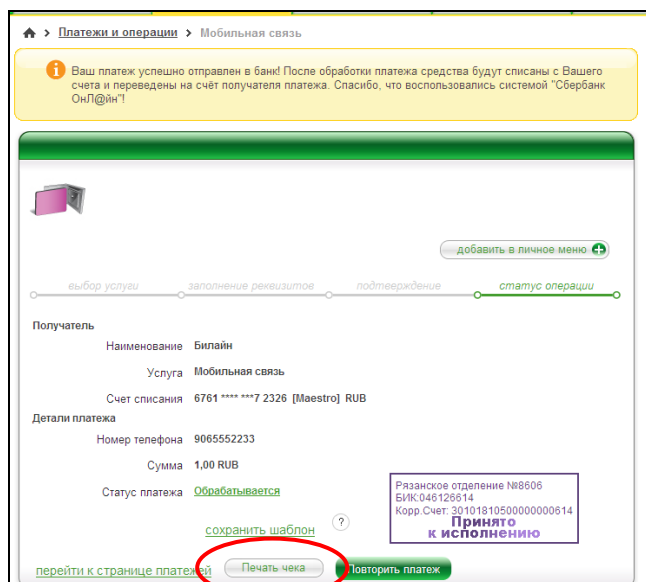 Платежи и операции > Мобильная связь
Ваш платеж успешно отправлен в банк! После обработки платежа средства будут списаны с Вашего
счета и переведены на счёт получателя платежа. Спасибо, что воспользовались системой "Сбербанк
ОнЛ@йн"!
добавить в личное меню
выбор услуги заполнение реквизитов подтверждение статус операции
Получатель
Наименование Билайн
Услуга Мобильная связь
Счет списания 6761 **** ***7 2326 [Maestro] RUB
Детали платежа
Номер телефона 9065552233
Сумма 1,00 RUB
Статус платежа Обрабатывается
Рязанское отделение №8606
БИК:046126614
Корр.Счет: 30101810500000000614
Принято
к исполнению
сохранить шаблон ?
перейти к странице платежей Печать чека Повторить платеж